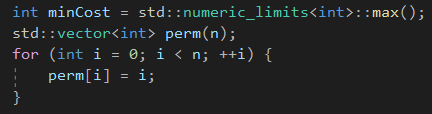 int minCost = std::numeric_limits<int>::max();
std::vector<int> perm(n);
for (int i = 0; i < n; ++i) {
    perm[i] = i;
}